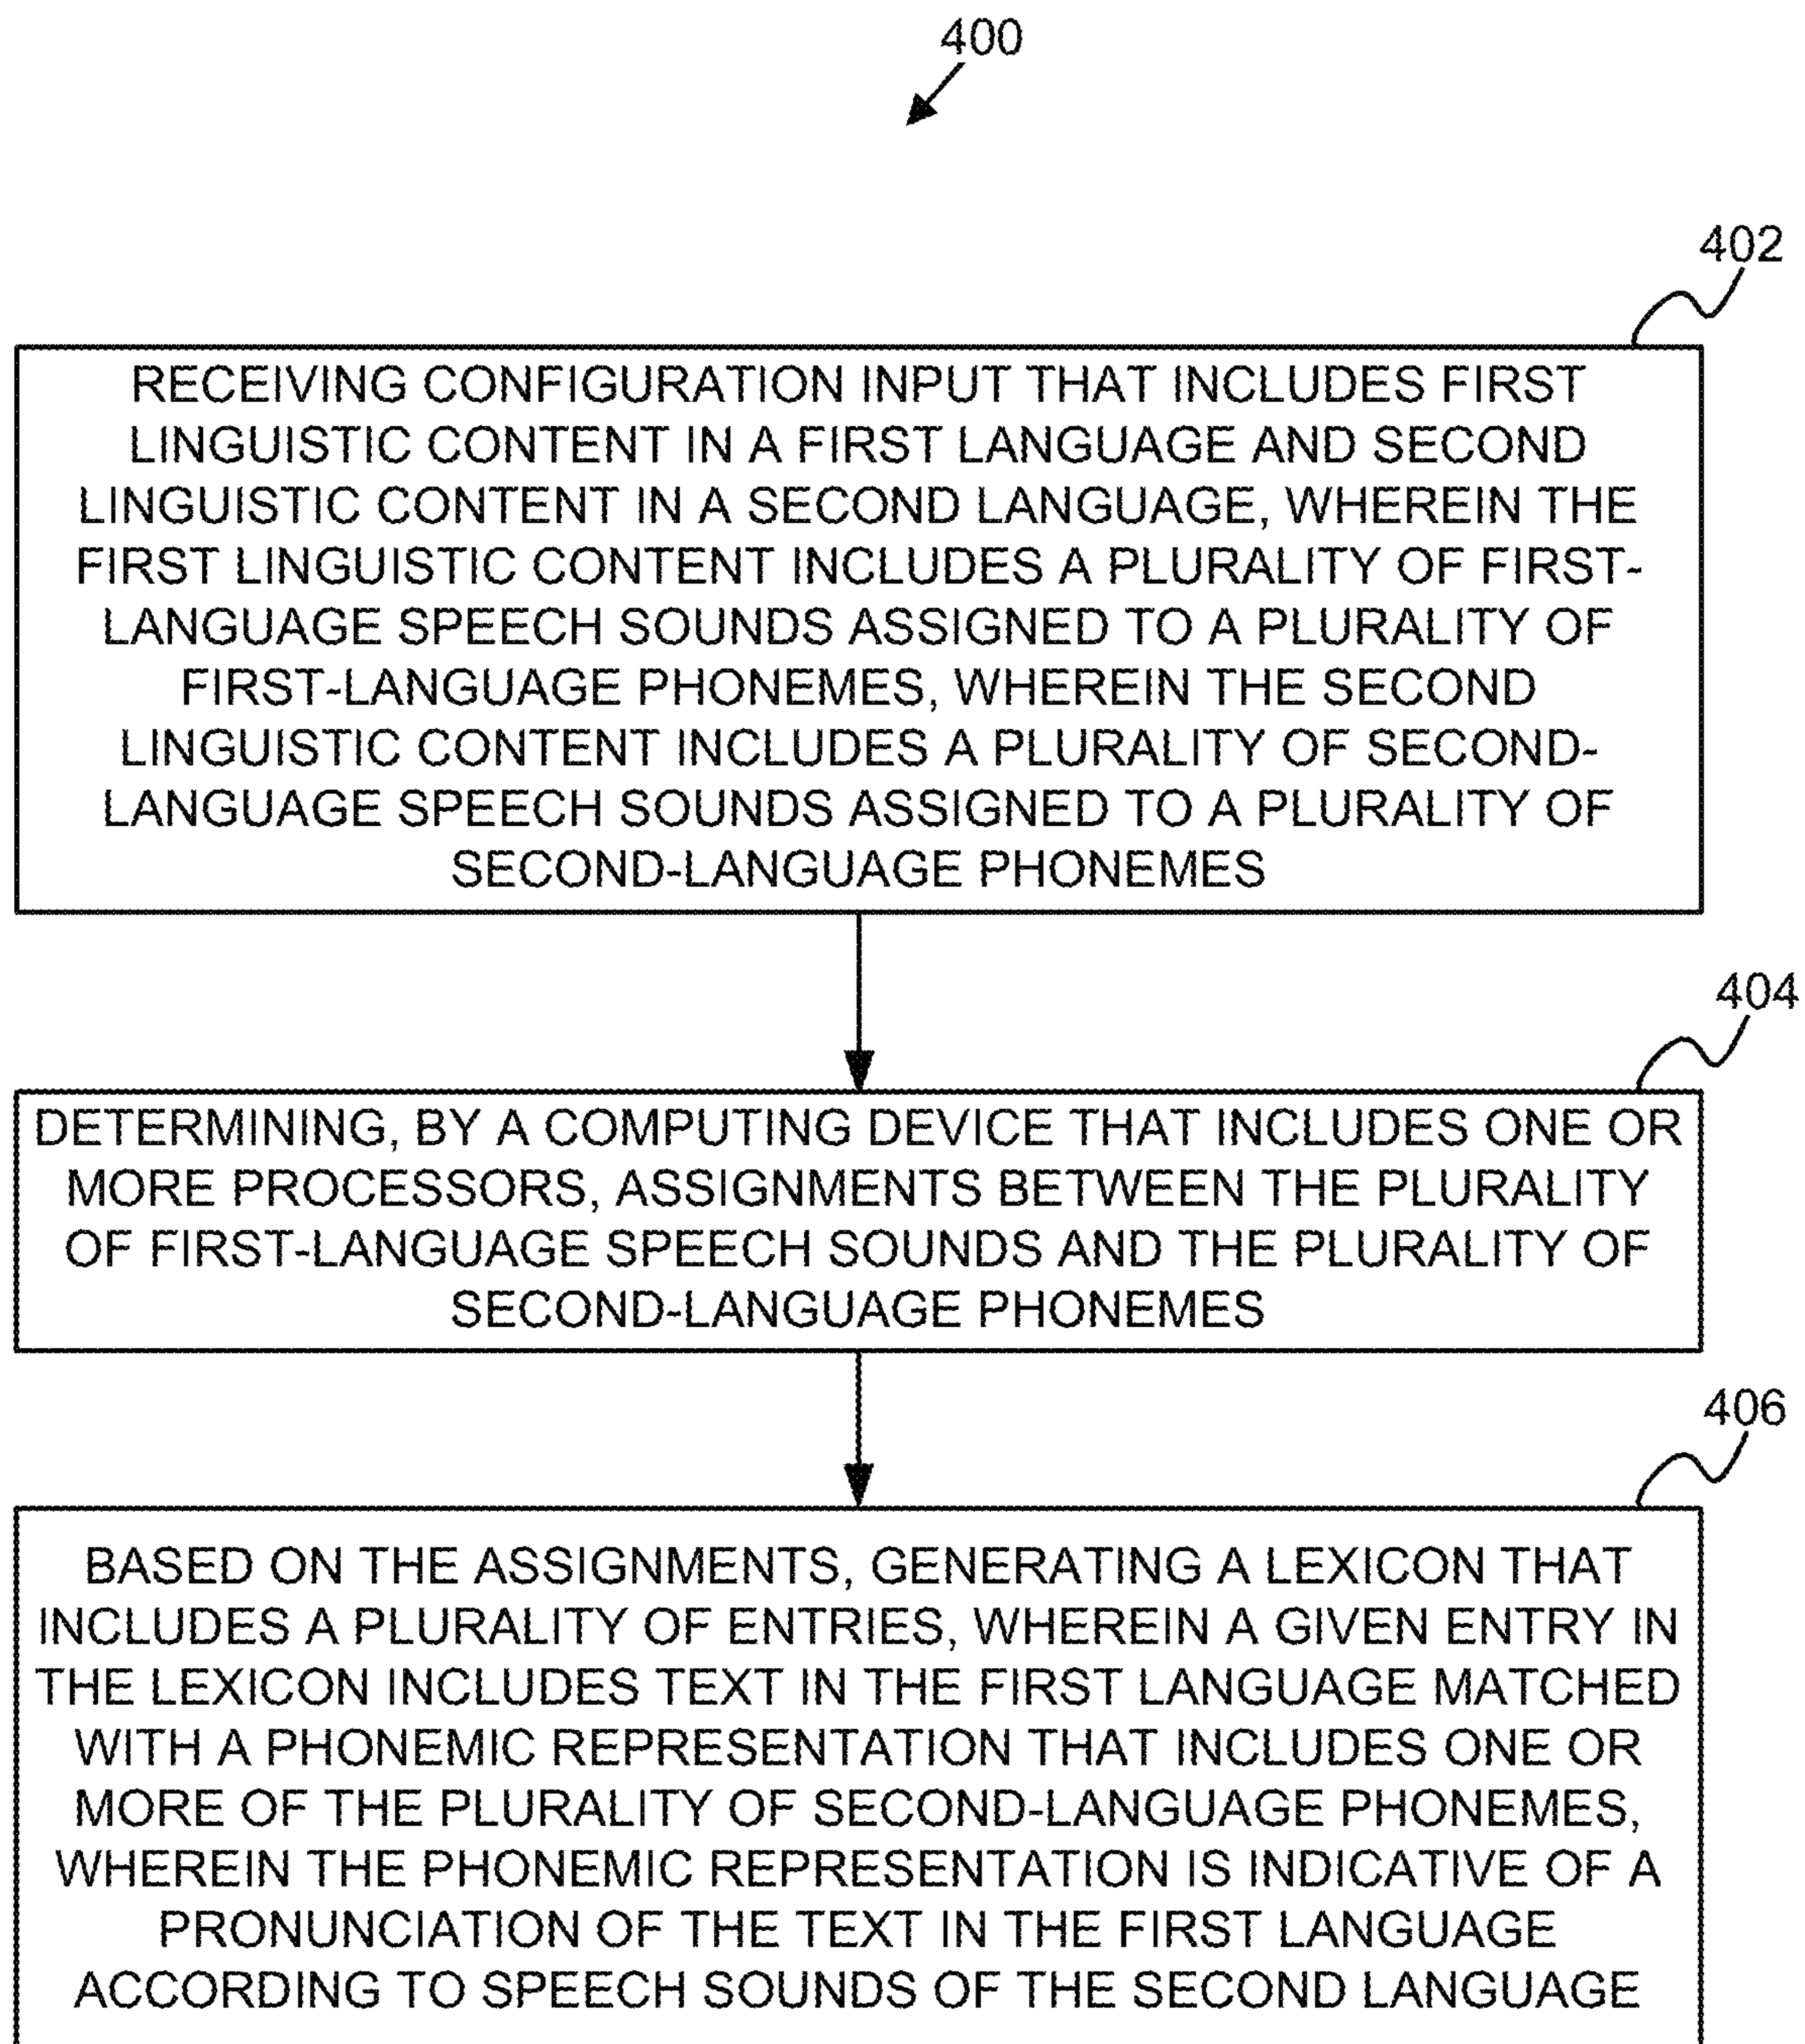 400
402
RECEIVING CONFIGURATION INPUT THAT INCLUDES FIRST
LINGUISTIC CONTENT IN A FIRST LANGUAGE AND SECOND
LINGUISTIC CONTENT IN A SECOND LANGUAGE, WHEREIN THE
FIRST LINGUISTIC CONTENT INCLUDES A PLURALITY OF FIRST-
LANGUAGE SPEECH SOUNDS ASSIGNED TO A PLURALITY OF
FIRST-LANGUAGE PHONEMES, WHEREIN THE SECOND
LINGUISTIC CONTENT INCLUDES A PLURALITY OF SECOND-
LANGUAGE SPEECH SOUNDS ASSIGNED TO A PLURALITY OF
SECOND-LANGUAGE PHONEMES
404
DETERMINING, BY A COMPUTING DEVICE THAT INCLUDES ONE OR
MORE PROCESSORS, ASSIGNMENTS BETWEEN THE PLURALITY
OF FIRST-LANGUAGE SPEECH SOUNDS AND THE PLURALITY OF
SECOND-LANGUAGE PHONEMES
406
BASED ON THE ASSIGNMENTS, GENERATING A LEXICON THAT
INCLUDES A PLURALITY OF ENTRIES, WHEREIN A GIVEN ENTRY IN
THE LEXICON INCLUDES TEXT IN THE FIRST LANGUAGE MATCHED
WITH A PHONEMIC REPRESENTATION THAT INCLUDES ONE OR
MORE OF THE PLURALITY OF SECOND-LANGUAGE PHONEMES,
WHEREIN THE PHONEMIC REPRESENTATION IS INDICATIVE OF A
PRONUNCIATION OF THE TEXT IN THE FIRST LANGUAGE
ACCORDING TO SPEECH SOUNDS OF THE SECOND LANGUAGE